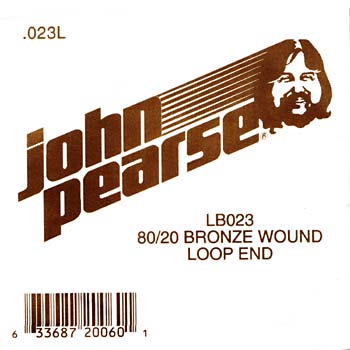 .023L
john
pearse®
LB023
80/20 BRONZE WOUND
LOOP END
6 33687 20060 1